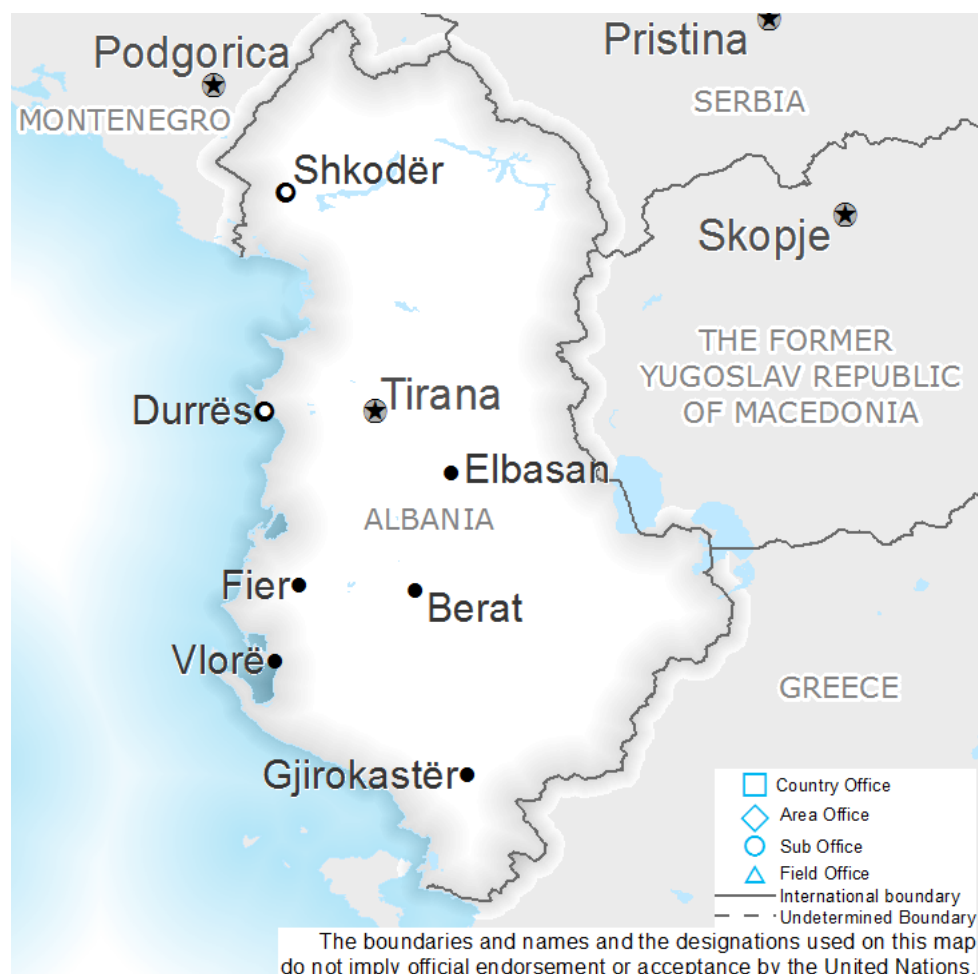 Podgorica
Pristina
MONTENEGRO
SERBIA
Shkodër
Skopje
THE FORMER
YUGOSLAV REPUBLIC
OF MACEDONIA
Tirana
Durrës
Elbasan
ALBANIA
Fier
Berat
Vlorë
GREECE
Gjirokastër
Country Office
Area Office
Sub Office
Field Office
International boundary
Undetermined Boundary
The boundaries and names and the designations used on this map
do not imply official endorsement or acceptance by the United Nations.